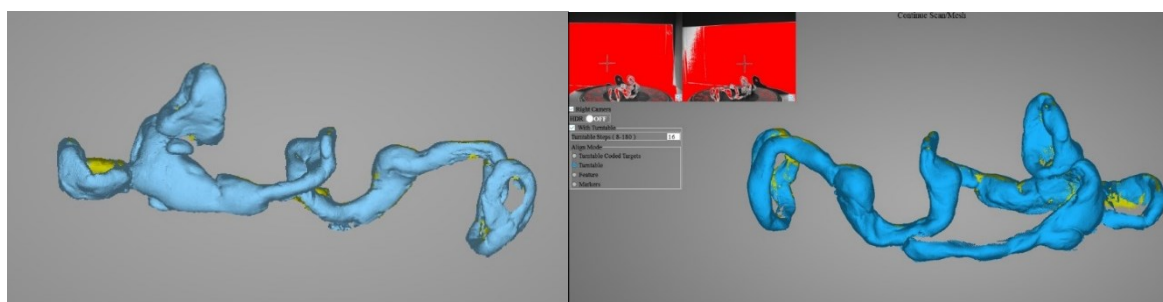 Continue Scan/Mesh
Right Camera
HDR OFF
With Turntable
Turntable Steps ( 8-180 ) 16
Align Mode
Turntable Coded Targets
Turntable
Feature
Markers